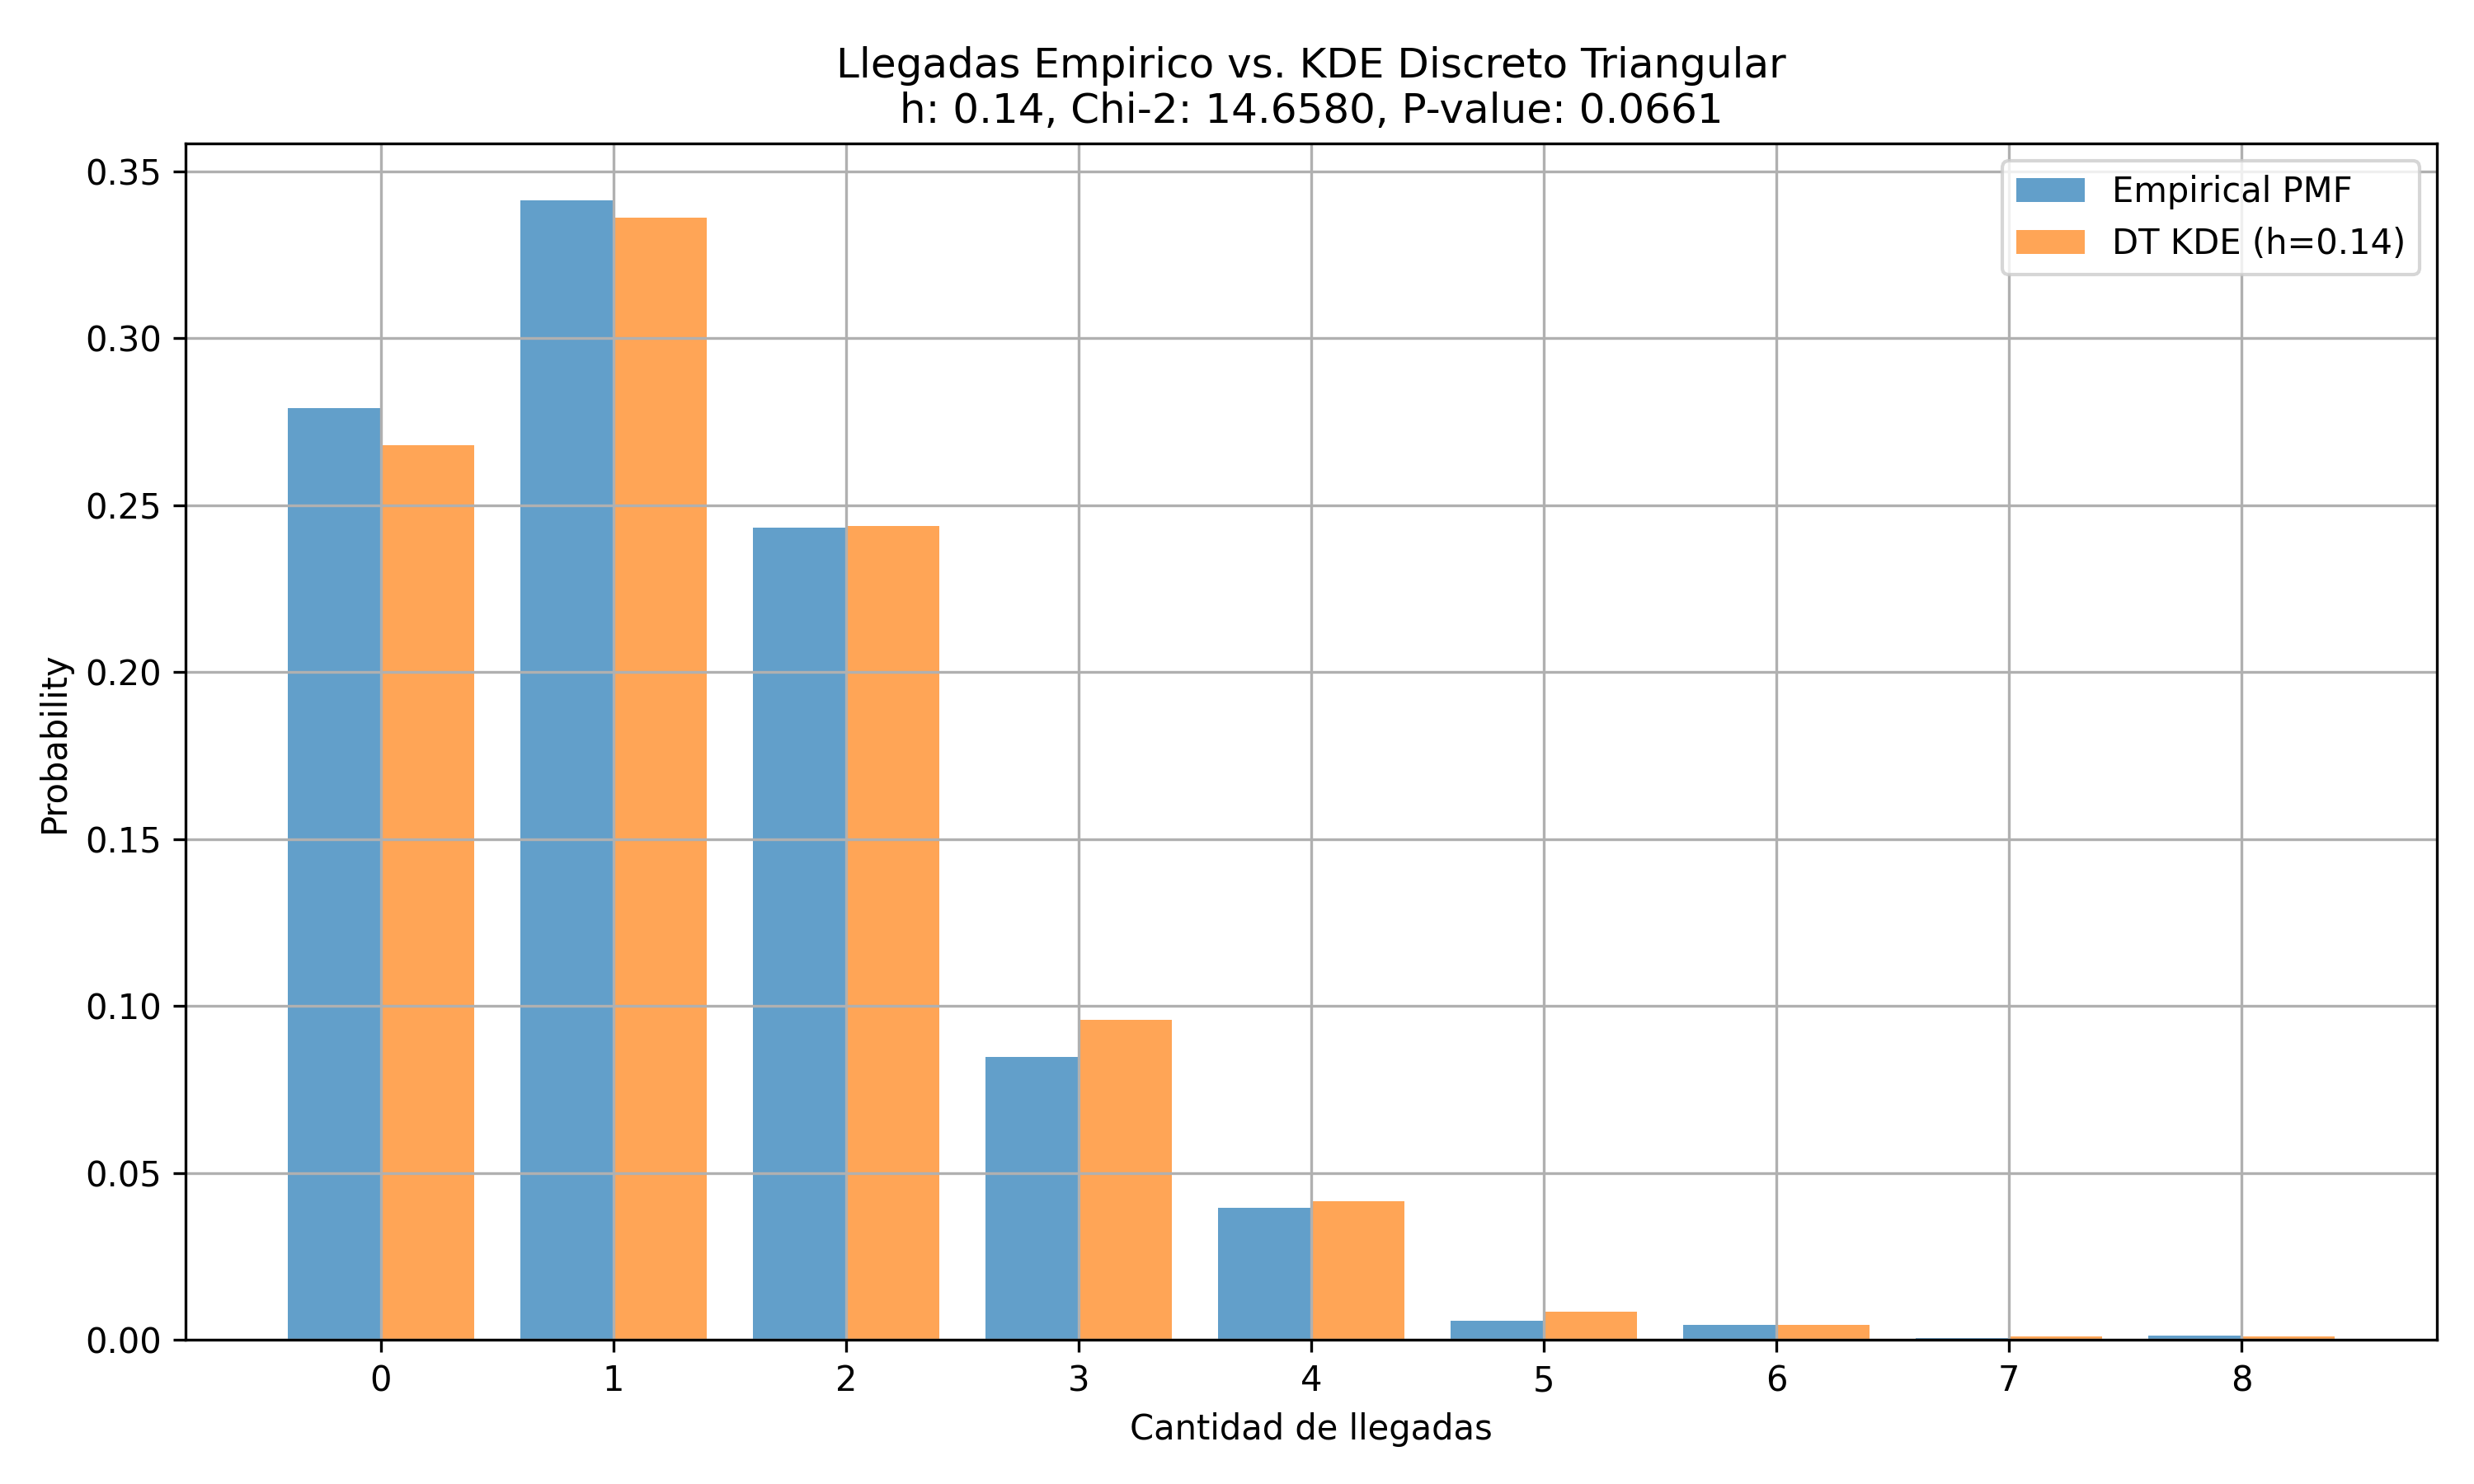 Llegadas Empirico vs. KDE Discreto Triangular
h: 0.14, Chi-2: 14.6580, P-value: 0.0661
Empirical PMF
DT KDE (h=0.14)
0.35
0.30
0.25
0.20
0.15
0.10
0.05
0.00
Probability
0 1 2 3 4 5 6 7 8
Cantidad de llegadas